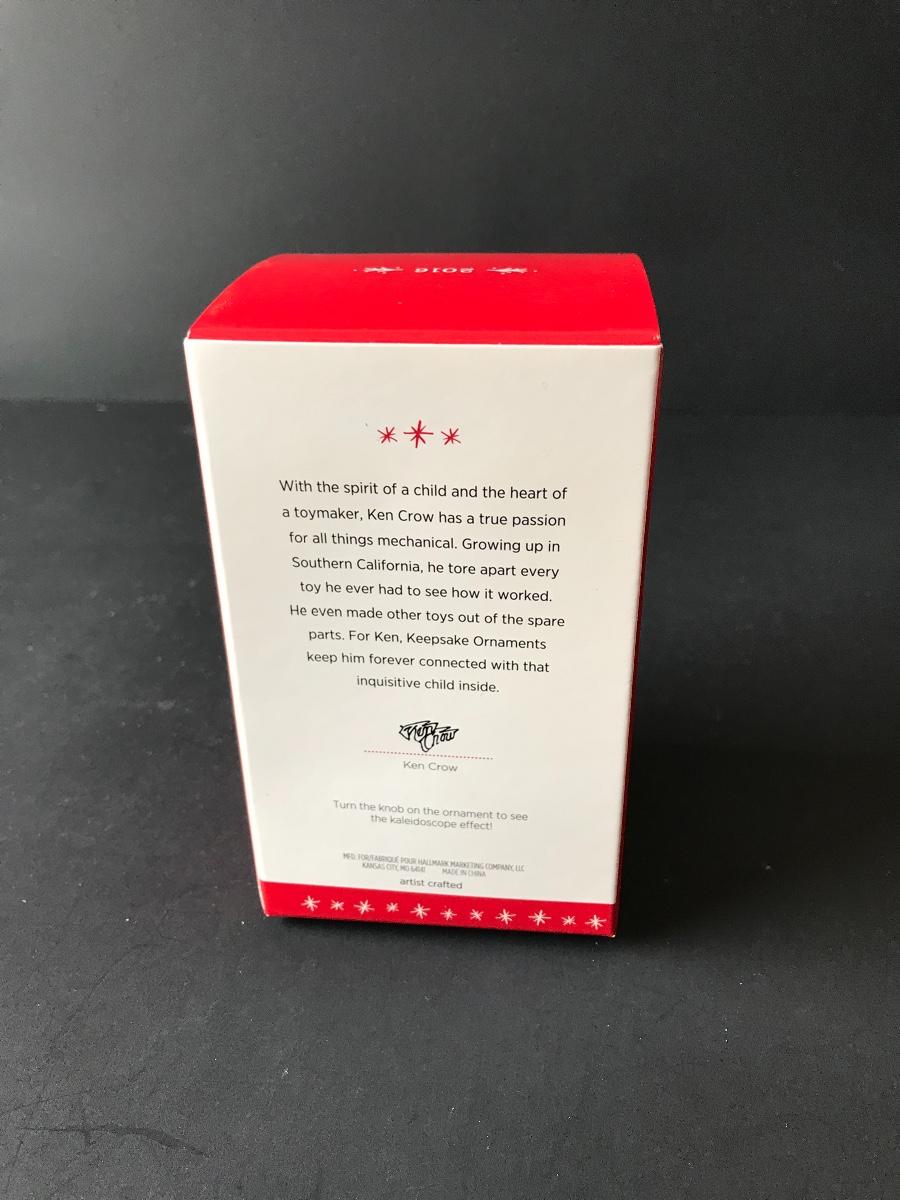 2016
With the spirit of a child and the heart of
a toymaker, Ken Crow has a true passion
for all things mechanical. Growing up in
Southern California, he tore apart every
toy he ever had to see how it worked.
He even made other toys out of the spare
parts. For Ken, Keepsake Ornaments
keep him forever connected with that
inquisitive child inside.
Ken Crow
Ken Crow
Turn the knob on the ornament to see
the kaleidoscope effect!
MFD. FOR/FABRIQUÉ POUR HALLMARK MARKETING COMPANY, LLC
KANSAS CITY, MO 64141 MADE IN CHINA
artist crafted